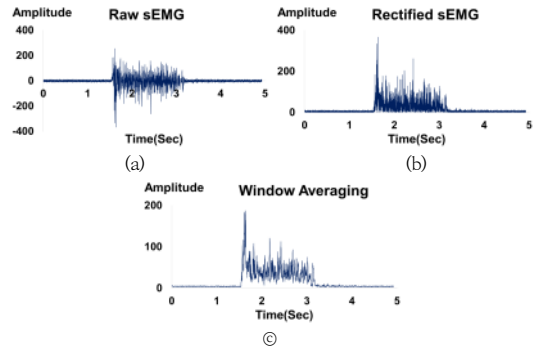 Amplitude Raw sEMG
400
200
0
-200
-400
0 1 2 3 4 5
Time(Sec)
(a)
Amplitude Rectified sEMG
400
200
0
0 1 2 3 4 5
Time(Sec)
(b)
Amplitude Window Averaging
200
100
0
0 1 2 3 4 5
Time(Sec)
ⓒ